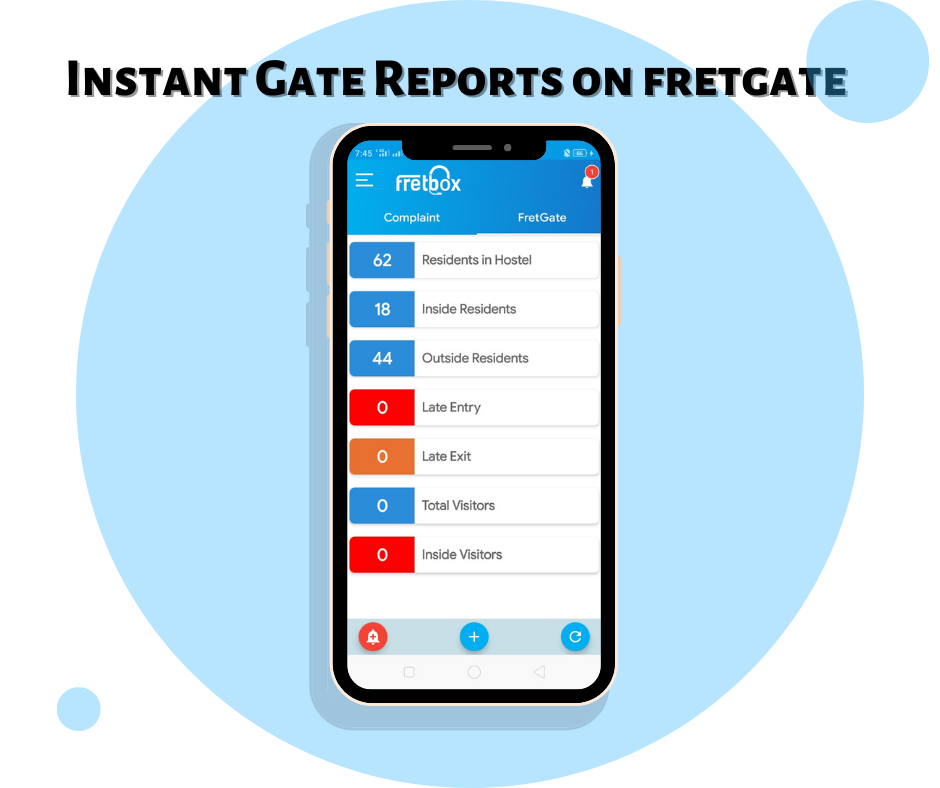 Instant Gate Reports on fretgate
7:45
66
1
fretbox
Complaint FretGate
62 Residents in Hostel
18 Inside Residents
44 Outside Residents
0 Late Entry
0 Late Exit
0 Total Visitors
0 Inside Visitors